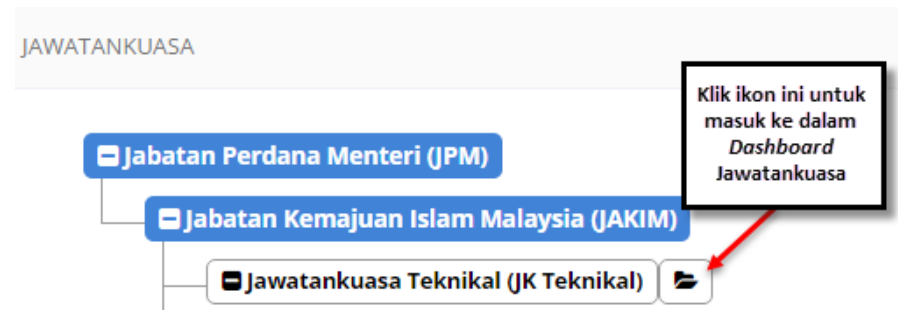 JAWATANKUASA
Klik ikon ini untuk
masuk ke dalam
Dashboard
Jawatankuasa
Jabatan Perdana Menteri (JPM)
Jabatan Kemajuan Islam Malaysia (JAKIM)
Jawatankuasa Teknikal (JK Teknikal)